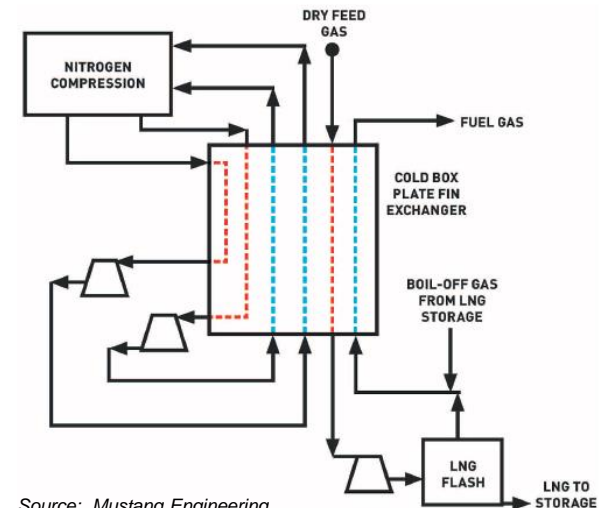 DRY FEED
GAS
NITROGEN
COMPRESSION
FUEL GAS
COLD BOX
PLATE FIN
EXCHANGER
BOIL-OFF GAS
FROM LNG
STORAGE
LNG
FLASH
LNG TO
STORAGE
Source: Mustang Engineering